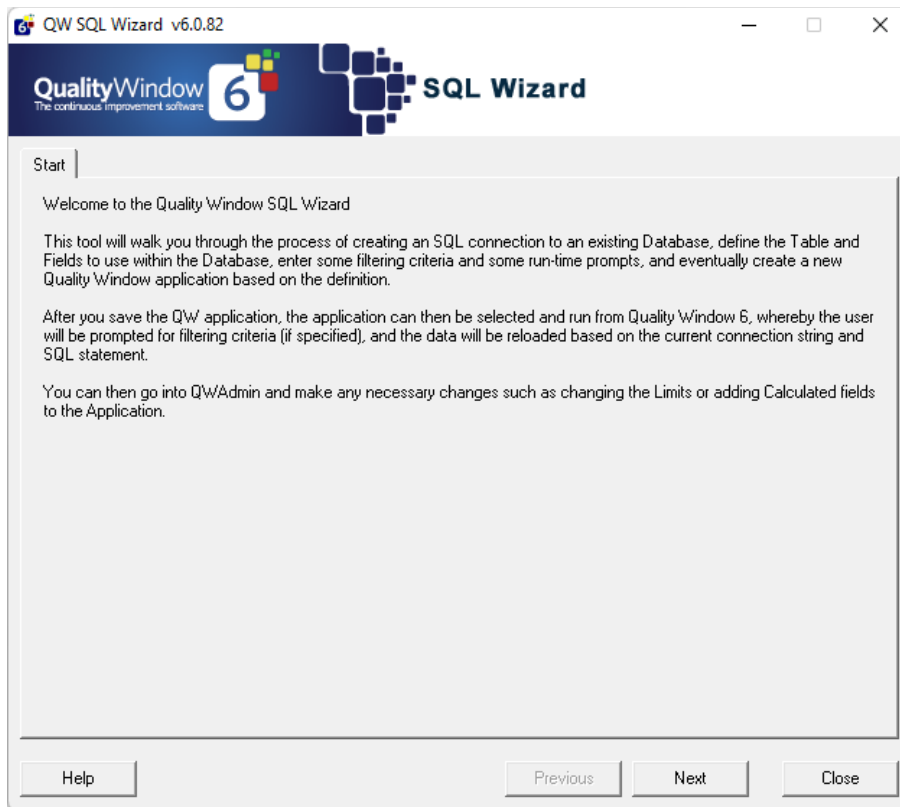 QW SQL Wizard v6.0.82
QualityWindow 6
The continuous improvement software
SQL Wizard
Start
Welcome to the Quality Window SQL Wizard
This tool will walk you through the process of creating an SQL connection to an existing Database, define the Table and
Fields to use within the Database, enter some filtering criteria and some run-time prompts, and eventually create a new
Quality Window application based on the definition.
After you save the QW application, the application can then be selected and run from Quality Window 6, whereby the user
will be prompted for filtering criteria (if specified), and the data will be reloaded based on the current connection string and
SQL statement.
You can then go into QWAdmin and make any necessary changes such as changing the Limits or adding Calculated fields
to the Application.
Help Previous Next Close